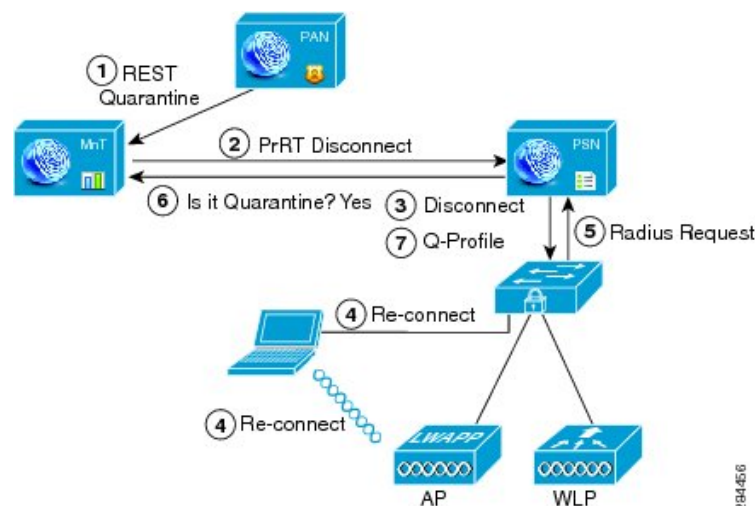 PAN
1 REST
Quarantine
MnT
2 PrRT Disconnect
PSN
6 Is it Quarantine? Yes
3 Disconnect
7 Q-Profile
5 Radius Request
4 Re-connect
4 Re-connect
LWAPP
AP
WLP
284456